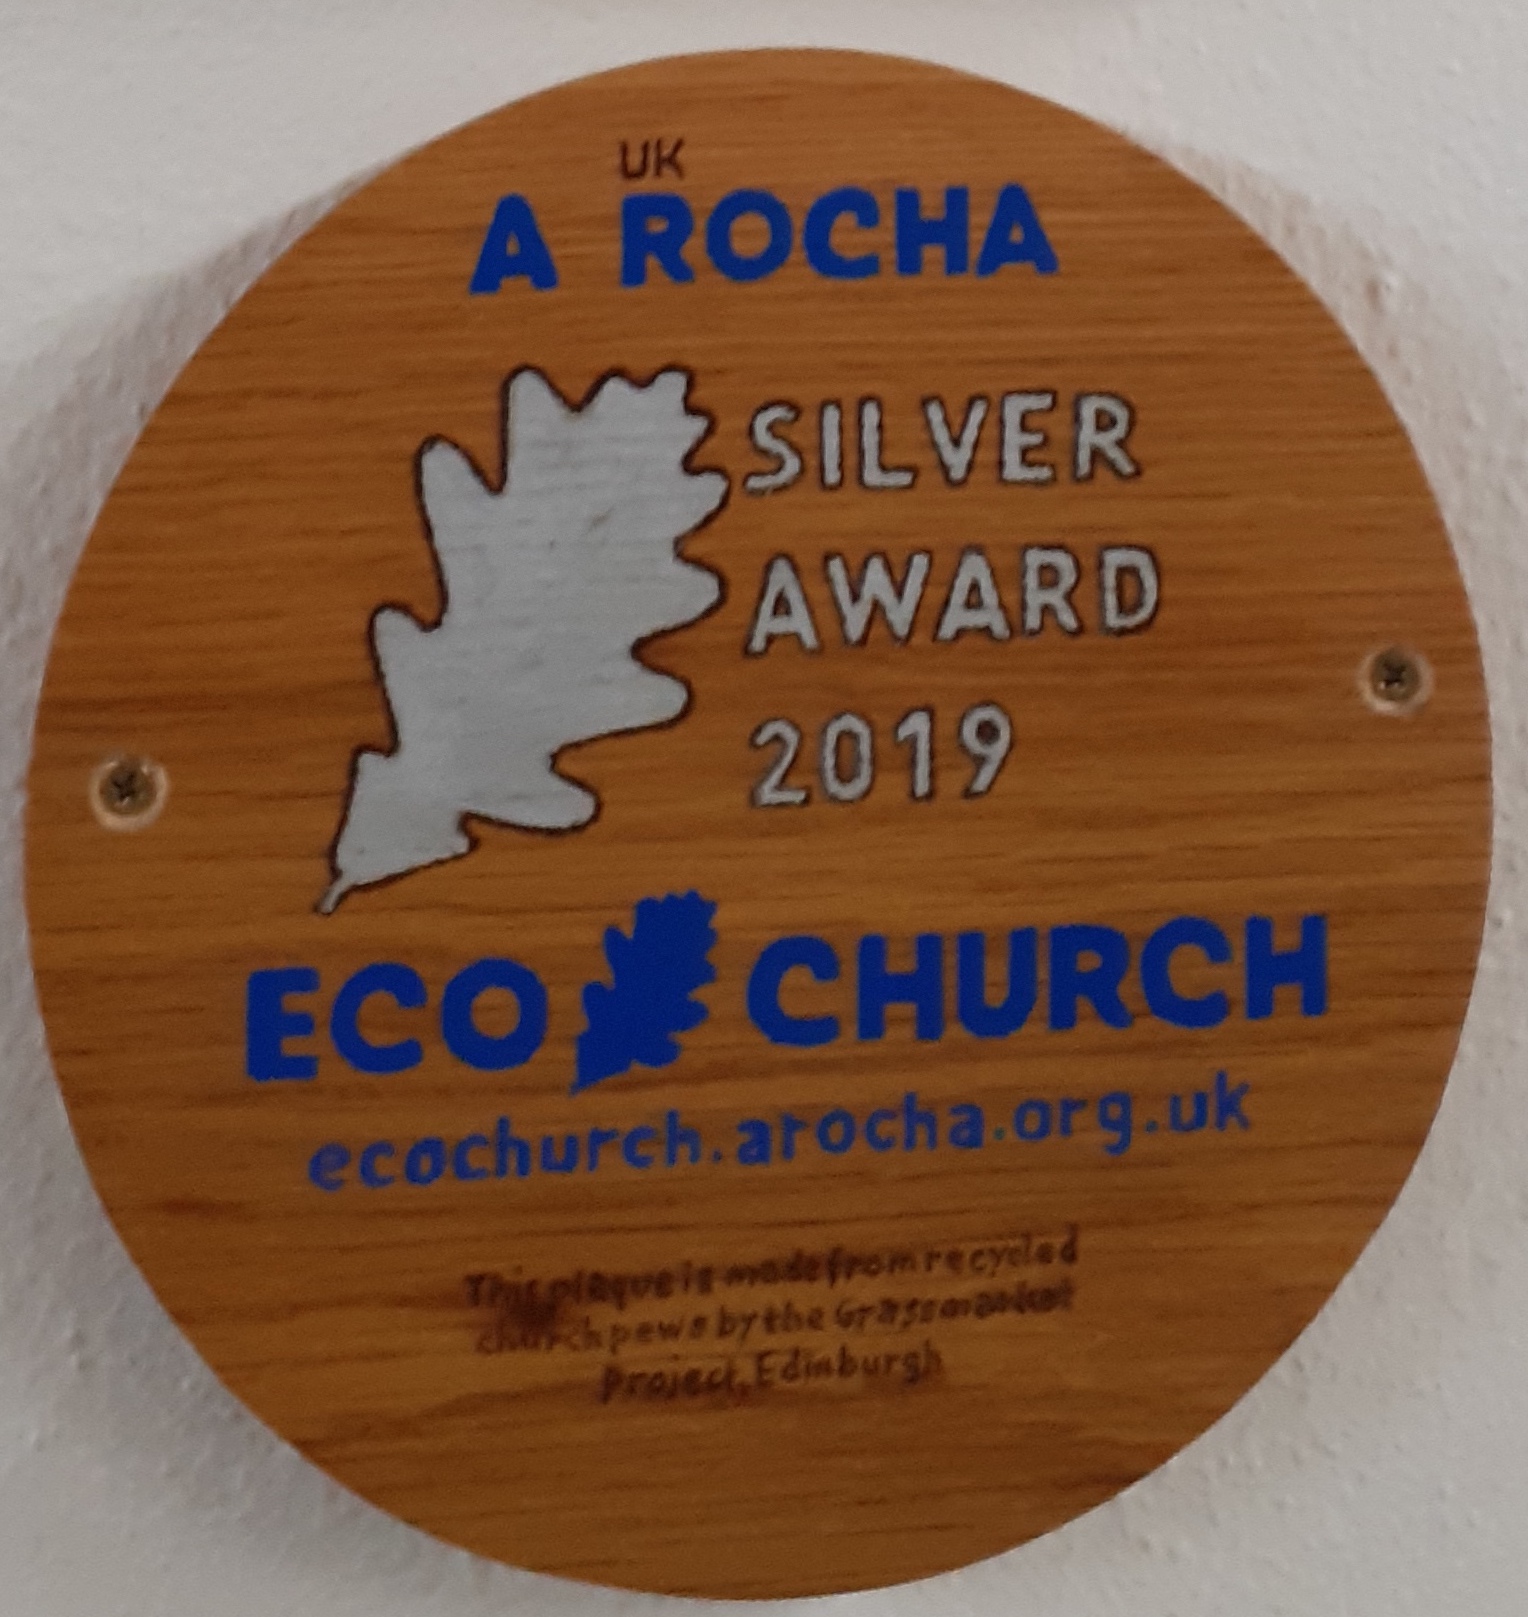 UK
A ROCHA
SILVER
AWARD
2019
ECO CHURCH
ecochurch.arocha.org.uk
This plaque is made from recycled
church pews by the Grassmarket
Project, Edinburgh